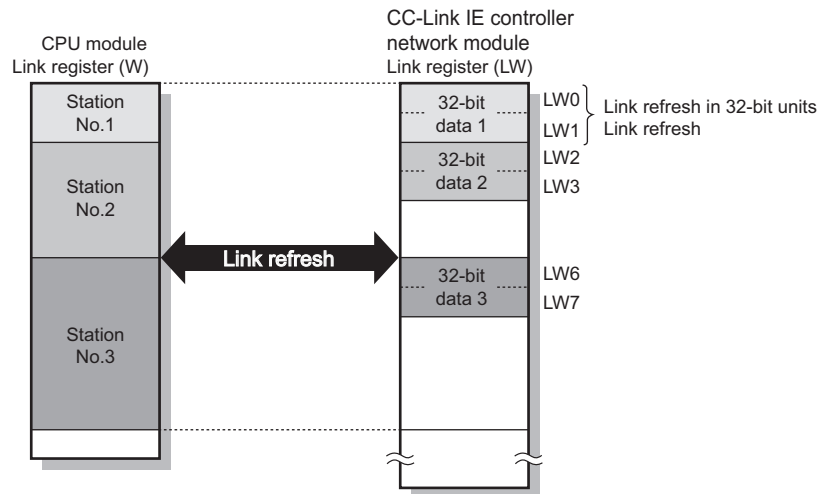 CPU module
Link register (W)
CC-Link IE controller
network module
Link register (LW)
Station
No.1
Station
No.2
Station
No.3
Link refresh
32-bit
data 1
32-bit
data 2
32-bit
data 3
LW0
LW1
LW2
LW3
LW6
LW7
Link refresh in 32-bit units
Link refresh